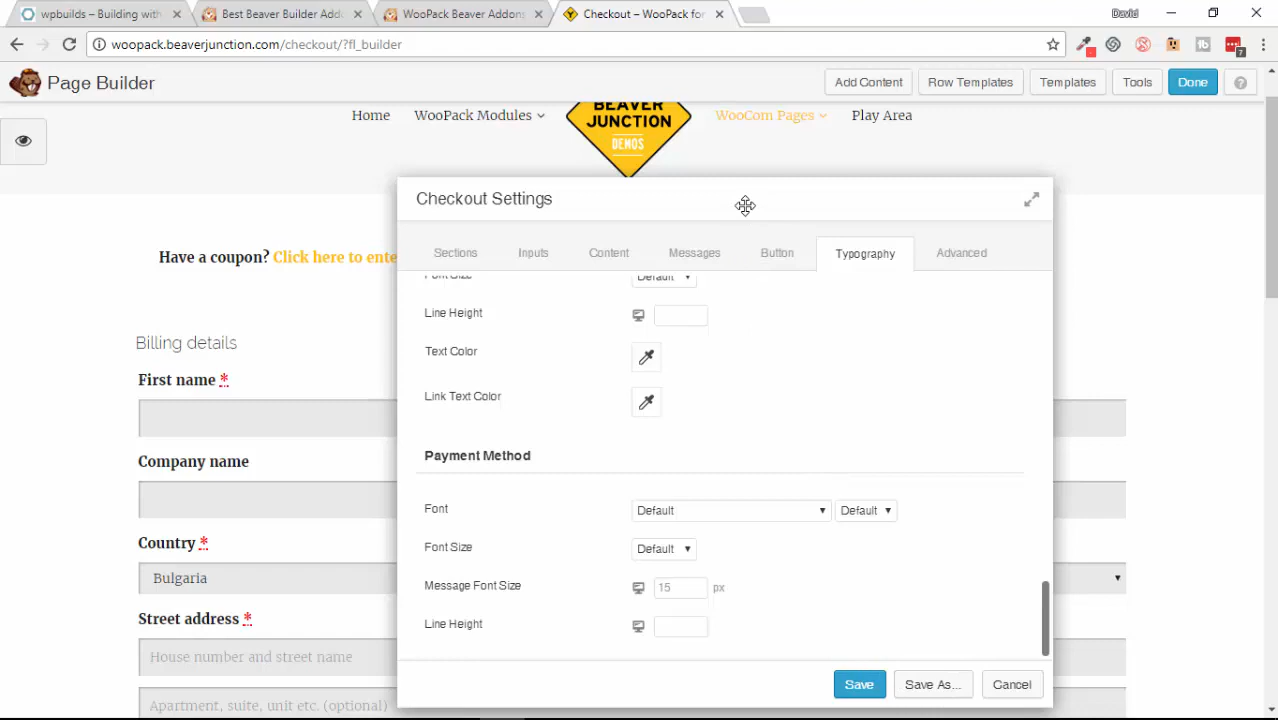 wpbuilds – Building with
Best Beaver Builder Add
WooPack Beaver Addons
Checkout – WooPack for
David
woopack.beaverjunction.com/checkout/?fl_builder
7
Page Builder
Add Content
Row Templates
Templates
Tools
Done
?
Home
WooPack Modules
BEAVER
JUNCTION
DEMOS
WooCom Pages
Play Area
Checkout Settings
Sections
Inputs
Content
Messages
Button
Typography
Advanced
Have a coupon? Click here to ente
Font Size
Default
Line Height
Billing details
Text Color
First name *
Link Text Color
Company name
Payment Method
Font
Default
Default
Country *
Font Size
Default
Bulgaria
Message Font Size
15
px
Street address *
Line Height
House number and street name
Save
Save As...
Cancel
Apartment, suite, unit etc. (optional)